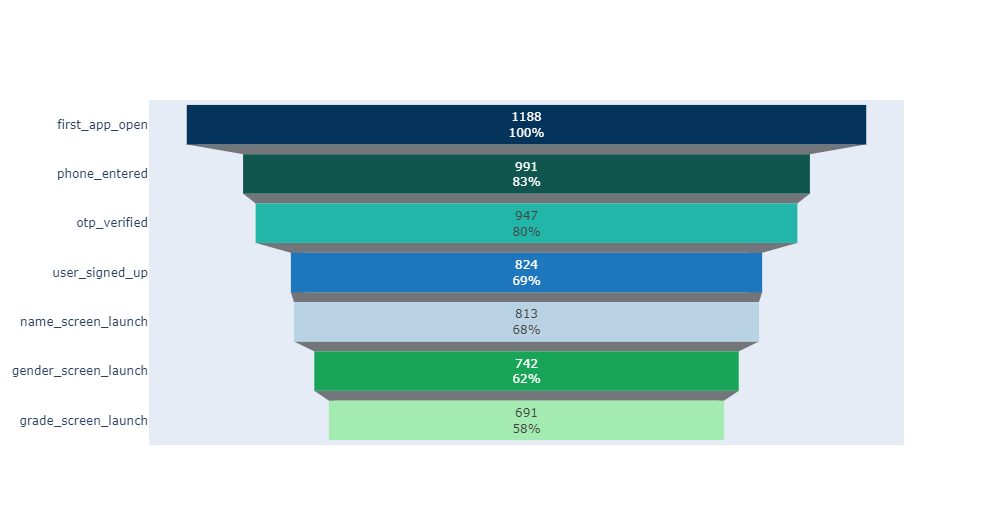 first_app_open
1188
100%
phone_entered
991
83%
otp_verified
947
80%
user_signed_up
824
69%
name_screen_launch
813
68%
gender_screen_launch
742
62%
grade_screen_launch
691
58%